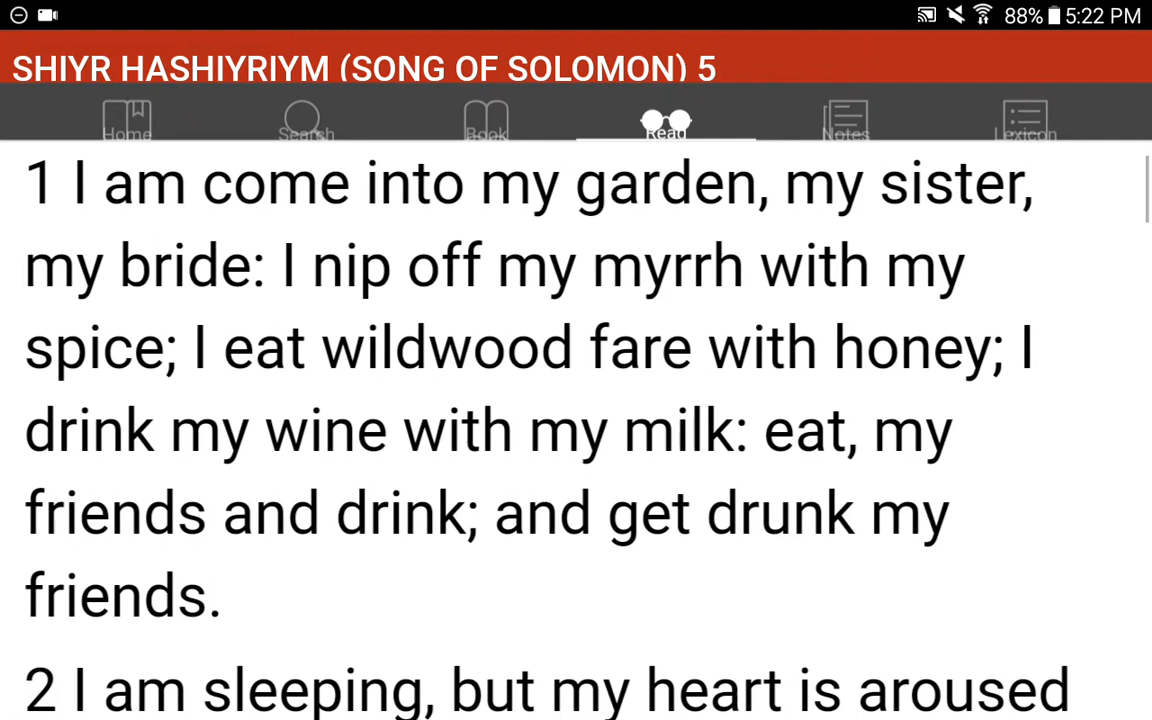 88% 5:22 PM
SHIYR HASHIYRIYM (SONG OF SOLOMON) 5
Home Search Book Read Notes Lexicon
1 I am come into my garden, my sister,
my bride: I nip off my myrrh with my
spice; I eat wildwood fare with honey; I
drink my wine with my milk: eat, my
friends and drink; and get drunk my
friends.
2 I am sleeping, but my heart is aroused